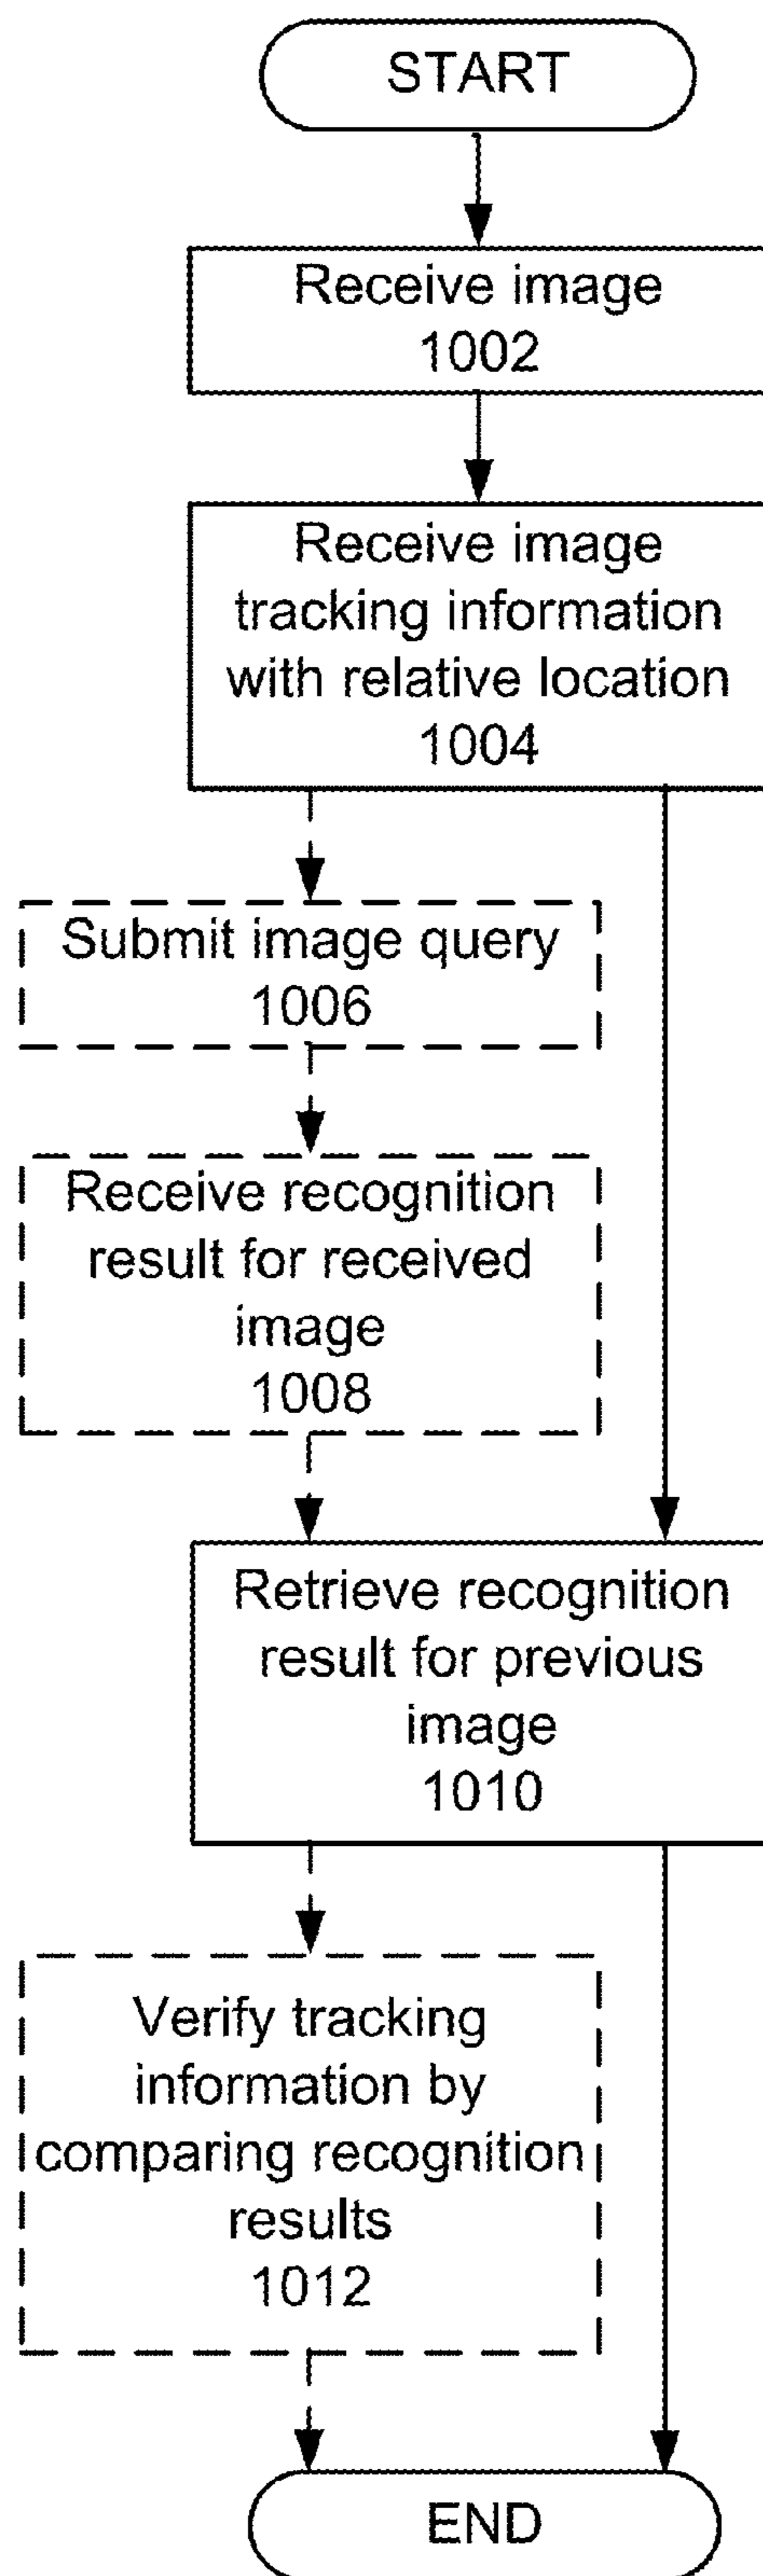 START
Receive image
1002
Receive image
tracking information
with relative location
1004
Submit image query
1006
Receive recognition
result for received
image
1008
Retrieve recognition
result for previous
image
1010
Verify tracking
information by
comparing recognition
results
1012
END